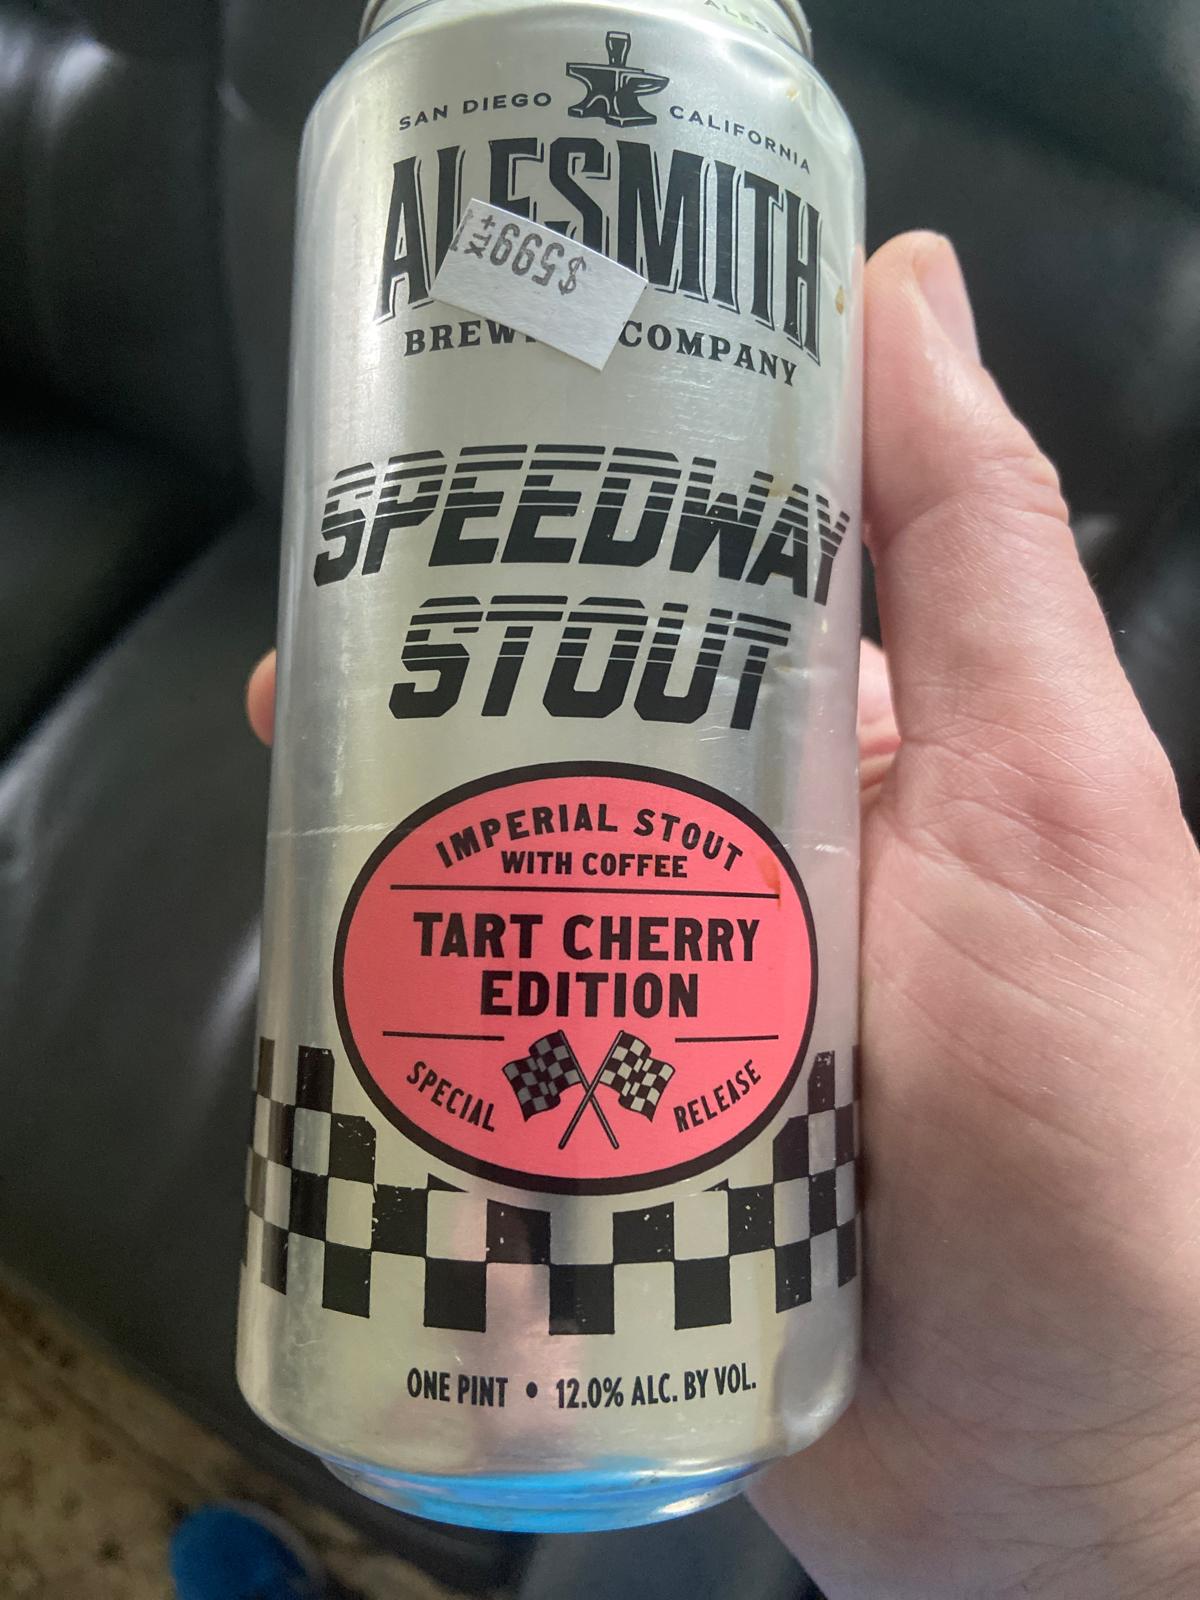 SAN DIEGO CALIFORNIA
ALESMITH
$5.99
+TX
COMPANY
SPEEDWAY
STOUT
IMPERIAL STOUT
WITH COFFEE
TART CHERRY
EDITION
SPECIAL RELEASE
ONE PINT • 12.0% ALC. BY VOL.